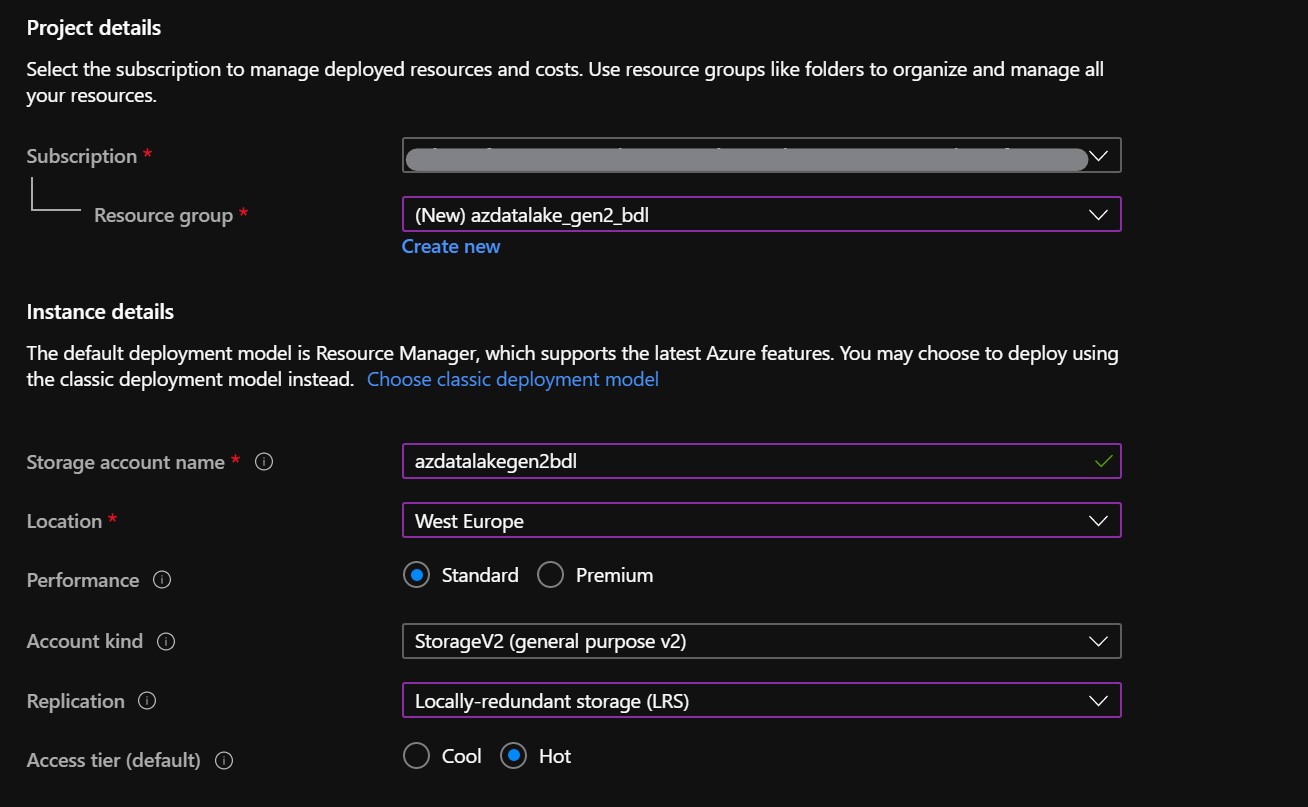 Project details
Select the subscription to manage deployed resources and costs. Use resource groups like folders to organize and manage all
your resources.
Subscription *
Resource group *
(New) azdatalake_gen2_bdl
Create new
Instance details
The default deployment model is Resource Manager, which supports the latest Azure features. You may choose to deploy using
the classic deployment model instead. Choose classic deployment model
Storage account name *
azdatalakegen2bdl
Location *
West Europe
Performance
Standard Premium
Account kind
StorageV2 (general purpose v2)
Replication
Locally-redundant storage (LRS)
Access tier (default)
Cool Hot